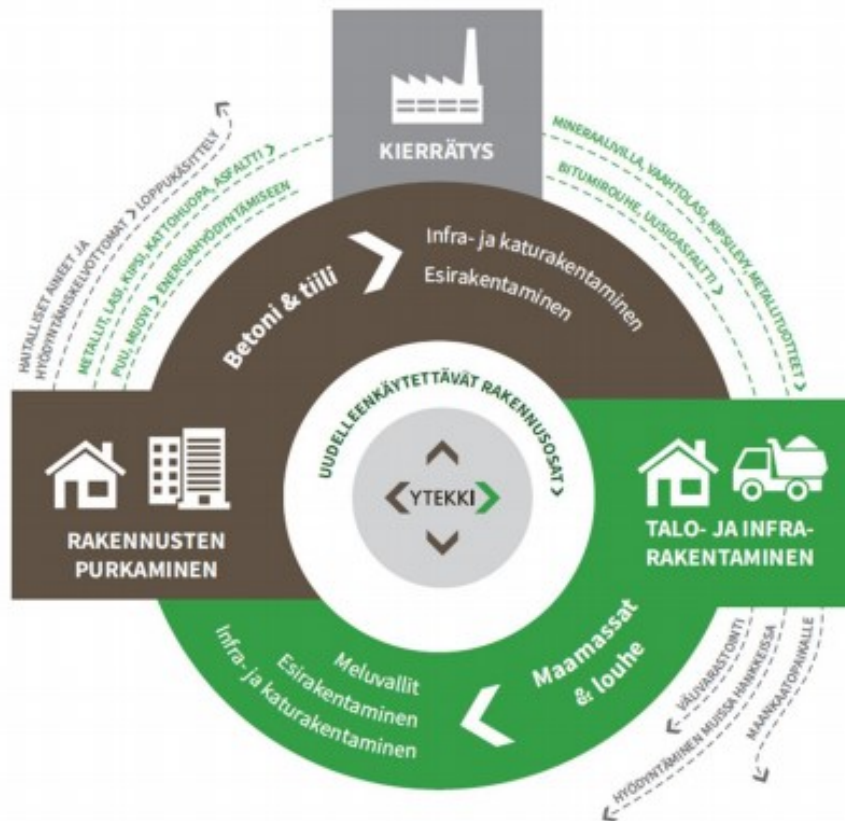 KIERRÄTYS
HAITALLISET AINEET JA
HYÖDYNTÄMISKELVOTTOMAT > LOPPUKÄSITTELY
METALLIT, LASI, KIPSI, KATTOHUOPA, ASFALTTI >
PUU, MUOVI > ENERGIAHYÖDYNTÄMISEEN
MINERAALIVILLA, VAAHTOLASI, KIPSILEVY, METALLITUOTTEET >
BITUMIROUHE, UUSIOASFALTTI >
Betoni & tiili
Infra- ja katurakentaminen
Esirakentaminen
UUDELLEENKÄYTETTÄVÄT RAKENNUSOSAT >
YTEKKI
RAKENNUSTEN
PURKAMINEN
TALO- JA INFRA-
RAKENTAMINEN
Maamassat
& louhe
Meluvallit
Esirakentaminen
Infra- ja katurakentaminen
VÄLIVARASTOINTI
HYÖDYNTÄMINEN MUISSA HANKKEISSA
MAANKAATOPAIKALLE